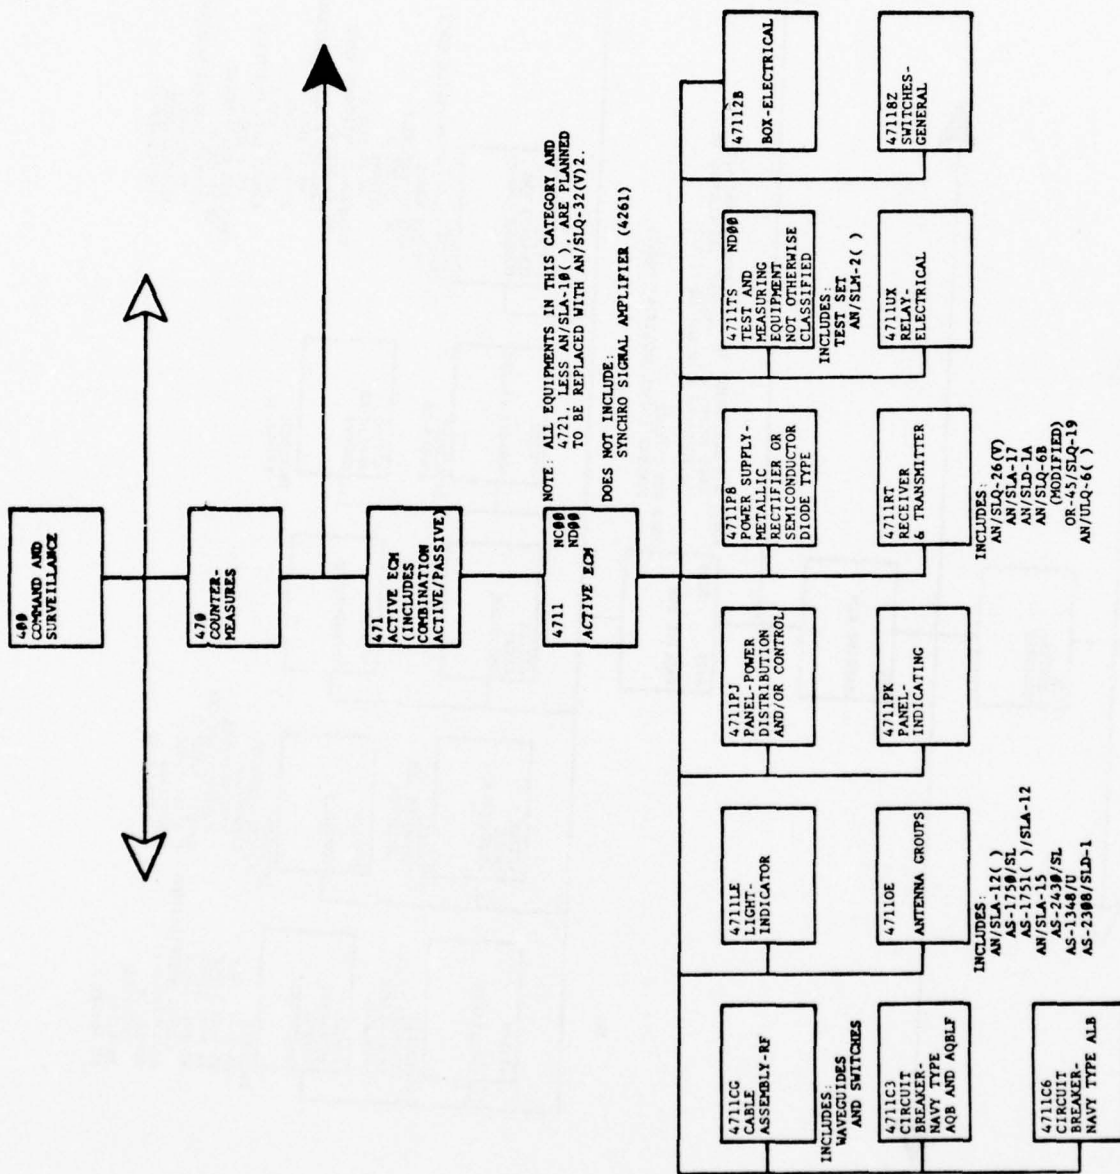 400
COMMAND AND
SURVEILLANCE
470
COUNTER-
MEASURES
471
ACTIVE ECM
(INCLUDES
COMBINATION
ACTIVE/PASSIVE)
4711 NC00
ND00
ACTIVE ECM
NOTE: ALL EQUIPMENTS IN THIS CATEGORY AND
4721, LESS AN/SLA-10( ), ARE PLANNED
TO BE REPLACED WITH AN/SLQ-32(V)2.
DOES NOT INCLUDE:
SYNCHRO SIGNAL AMPLIFIER (4261)
4711CG
CABLE
ASSEMBLY-RF
INCLUDES:
WAVEGUIDES
AND SWITCHES
4711LE
LIGHT-
INDICATOR
4711PJ
PANEL-POWER
DISTRIBUTION
AND/OR CONTROL
4711P8
POWER SUPPLY-
METALLIC
RECTIFIER OR
SEMICONDUCTOR
DIODE TYPE
4711TS ND00
TEST AND
MEASURING
EQUIPMENT
NOT OTHERWISE
CLASSIFIED
INCLUDES:
TEST SET
AN/SLM-2( )
47112B
BOX-ELECTRICAL
4711C3
CIRCUIT
BREAKER-
NAVY TYPE
AQB AND AQBLF
4711OE
ANTENNA GROUPS
INCLUDES:
AN/SLA-12( )
AS-1750/SL
AS-1751( )/SLA-12
AN/SLA-15
AS-2430/SL
AS-1340/U
AS-2308/SLD-1
4711PK
PANEL-
INDICATING
4711RT
RECEIVER
& TRANSMITTER
INCLUDES:
AN/SLQ-26(V)
AN/SLA-17
AN/SLD-1A
AN/SLQ-6B
(MODIFIED)
OR-45/SLQ-19
AN/ULQ-6( )
4711UX
RELAY-
ELECTRICAL
47118Z
SWITCHES-
GENERAL
4711C6
CIRCUIT
BREAKER-
NAVY TYPE ALB